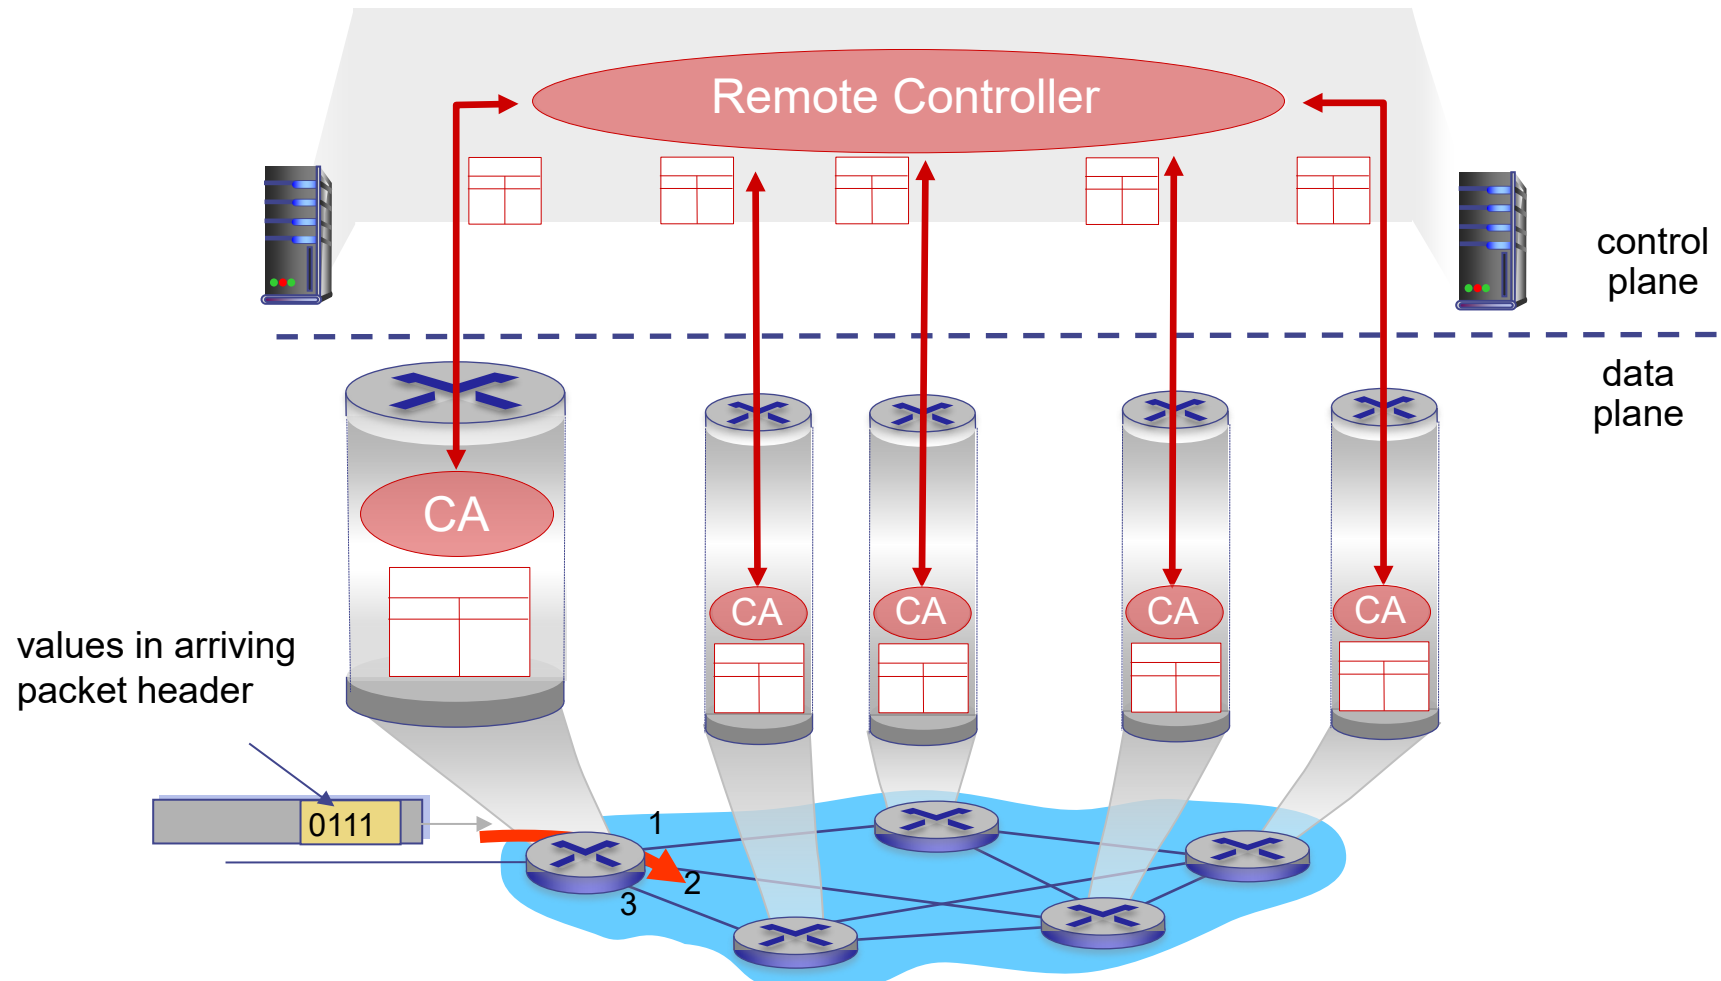 Remote Controller
control
plane
data
plane
CA
CA
CA
CA
CA
values in arriving
packet header
0111
1
2
3